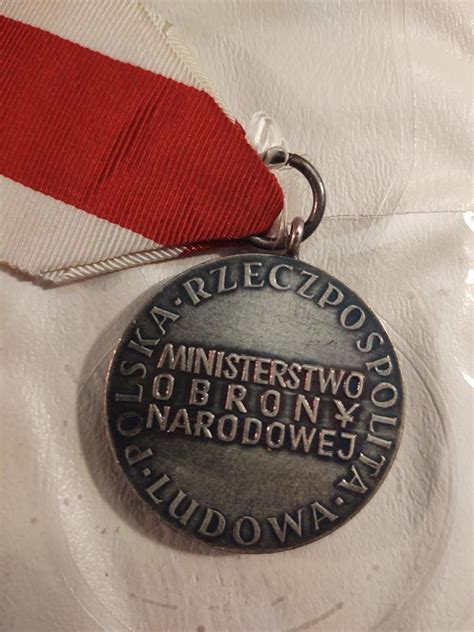 POLSKA · RZECZPOSPOLITA · LUDOWA ·
MINISTERSTWO
OBRONY
NARODOWEJ